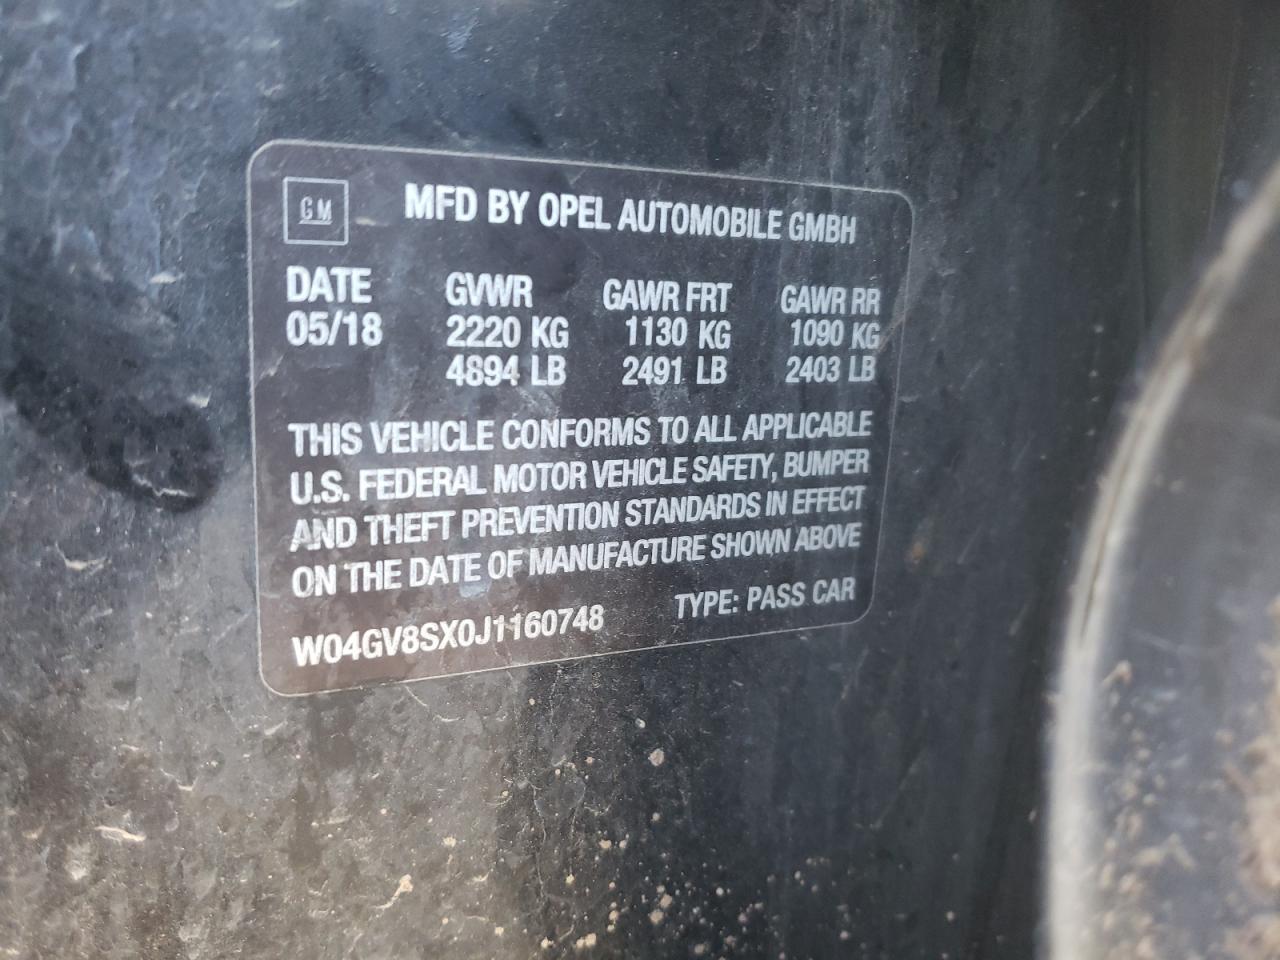 GM
MFD BY OPEL AUTOMOBILE GMBH
DATE GVWR GAWR FRT GAWR RR
05/18 2220 KG 1130 KG 1090 KG
4894 LB 2491 LB 2403 LB
THIS VEHICLE CONFORMS TO ALL APPLICABLE
U.S. FEDERAL MOTOR VEHICLE SAFETY, BUMPER
AND THEFT PREVENTION STANDARDS IN EFFECT
ON THE DATE OF MANUFACTURE SHOWN ABOVE
W04GV8SX0J1160748 TYPE: PASS CAR